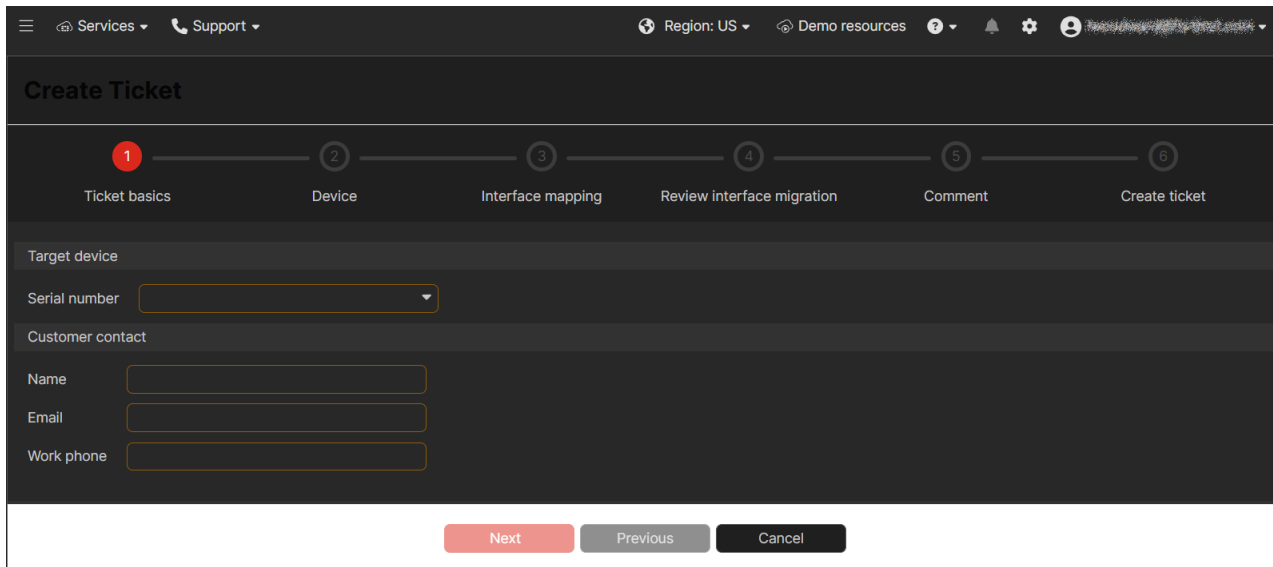 Services Support Region: US Demo resources ?
Create Ticket
1 2 3 4 5 6
Ticket basics Device Interface mapping Review interface migration Comment Create ticket
Target device
Serial number
Customer contact
Name
Email
Work phone
Next Previous Cancel